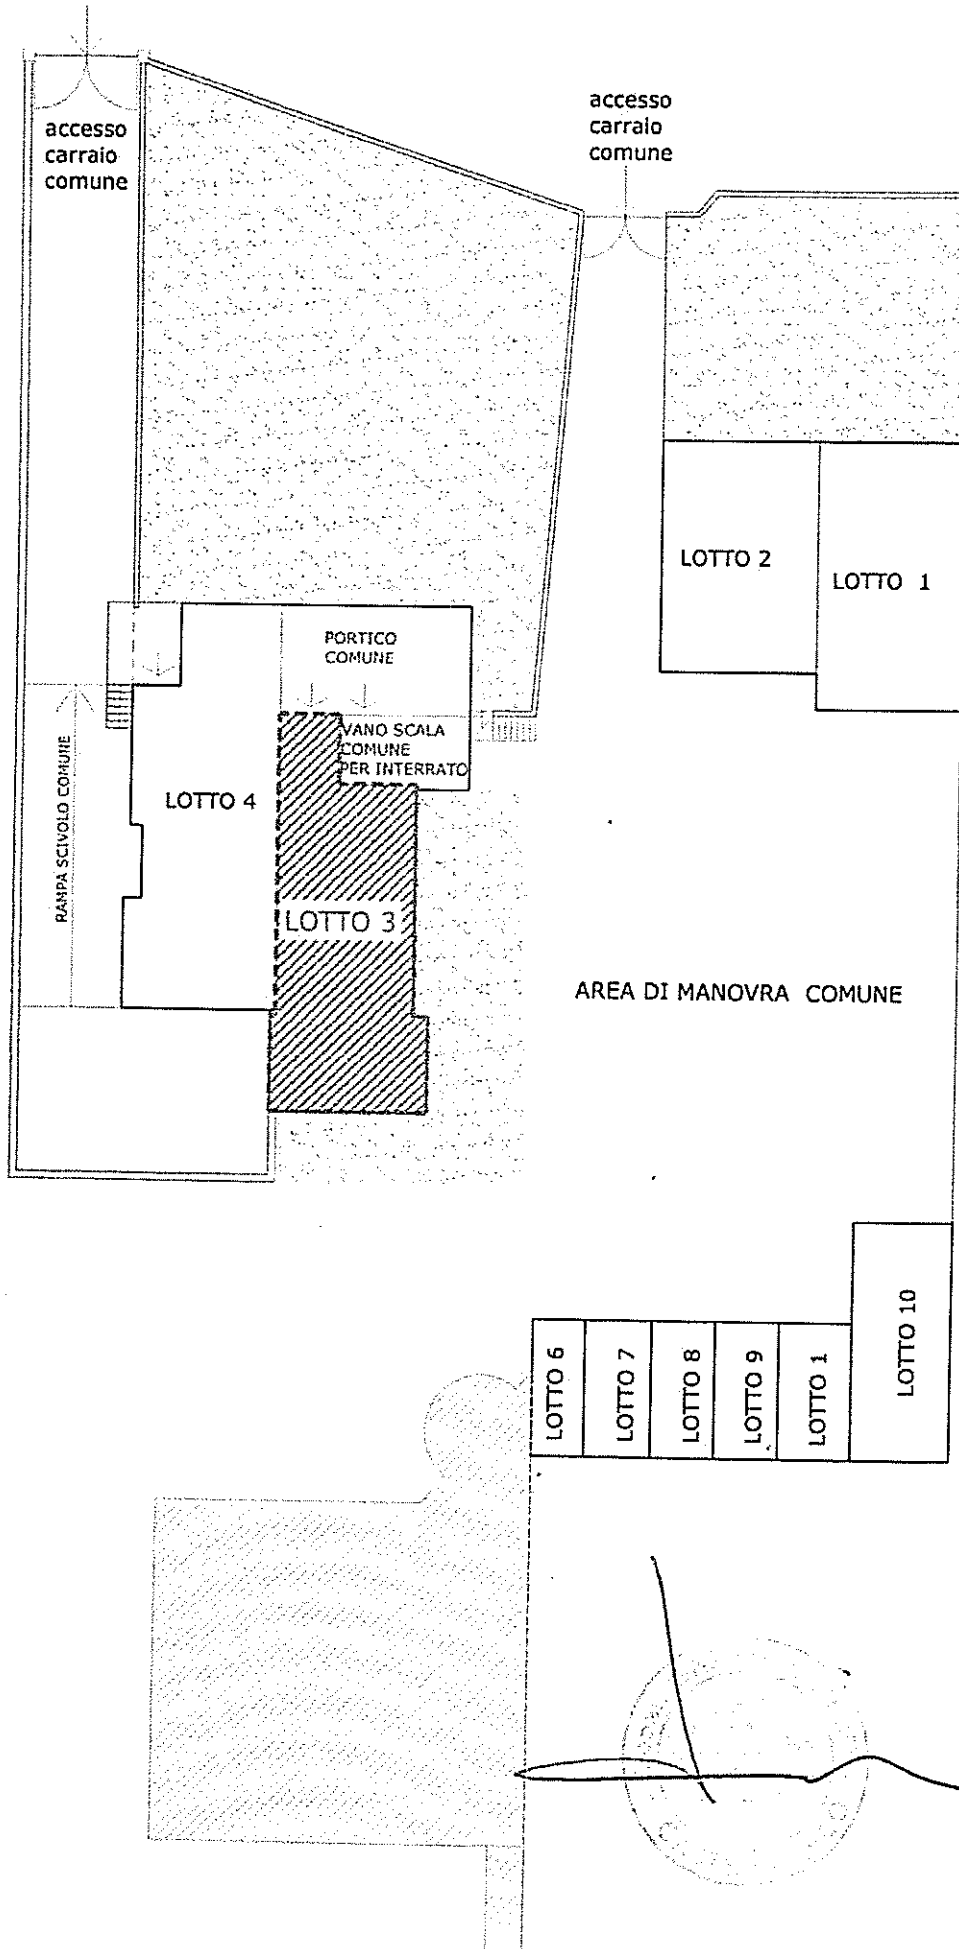 accesso
carraio
comune
accesso
carraio
comune
LOTTO 2
LOTTO 1
PORTICO
COMUNE
VANO SCALA
COMUNE
PER INTERRATO
RAMPA SCIVOLO COMUNE
LOTTO 4
LOTTO 3
AREA DI MANOVRA COMUNE
LOTTO 6
LOTTO 7
LOTTO 8
LOTTO 9
LOTTO 1
LOTTO 10